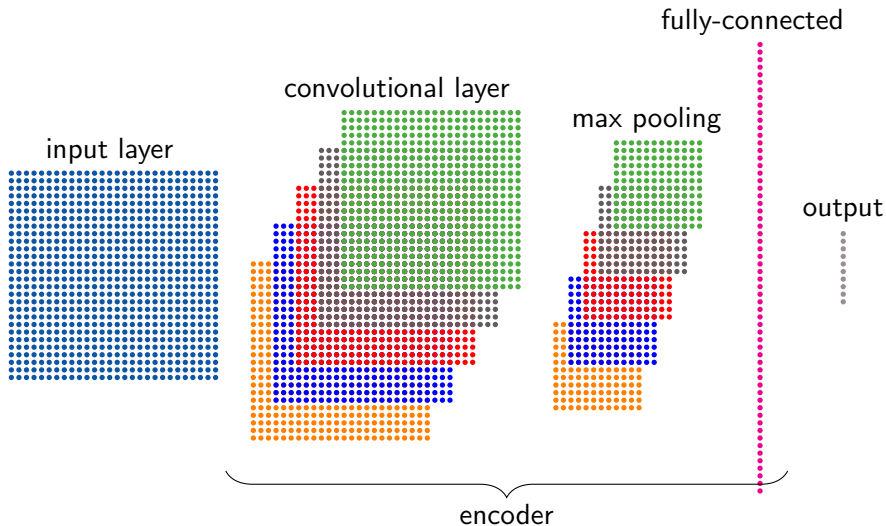 fully-connected
convolutional layer
max pooling
input layer
output
encoder